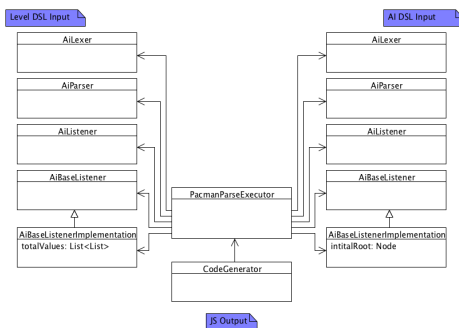 Level DSL Input
AI DSL Input
AiLexer
AiLexer
AiParser
AiParser
AiListener
AiListener
AiBaseListener
AiBaseListener
PacmanParseExecutor
AiBaseListenerImplementation
totalValues: List<List>
AiBaseListenerImplementation
intitalRoot: Node
CodeGenerator
JS Output